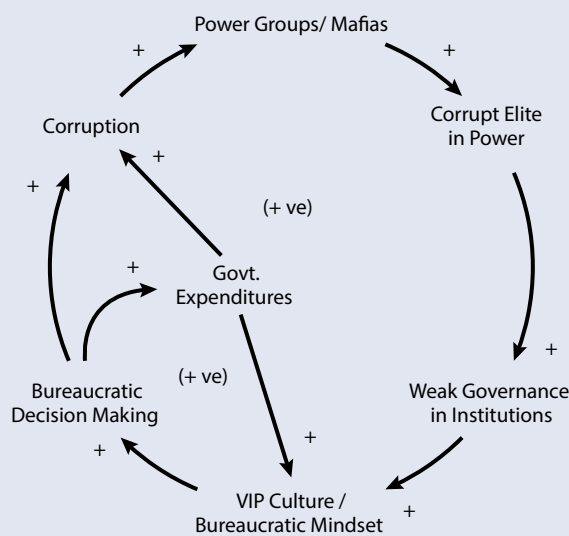 Power Groups/ Mafias
+
+
Corruption
Corrupt Elite
in Power
+
+
(+ ve)
+
Govt.
Expenditures
(+ ve)
+
Bureaucratic
Decision Making
Weak Governance
in Institutions
+
+
+
VIP Culture /
Bureaucratic Mindset
+